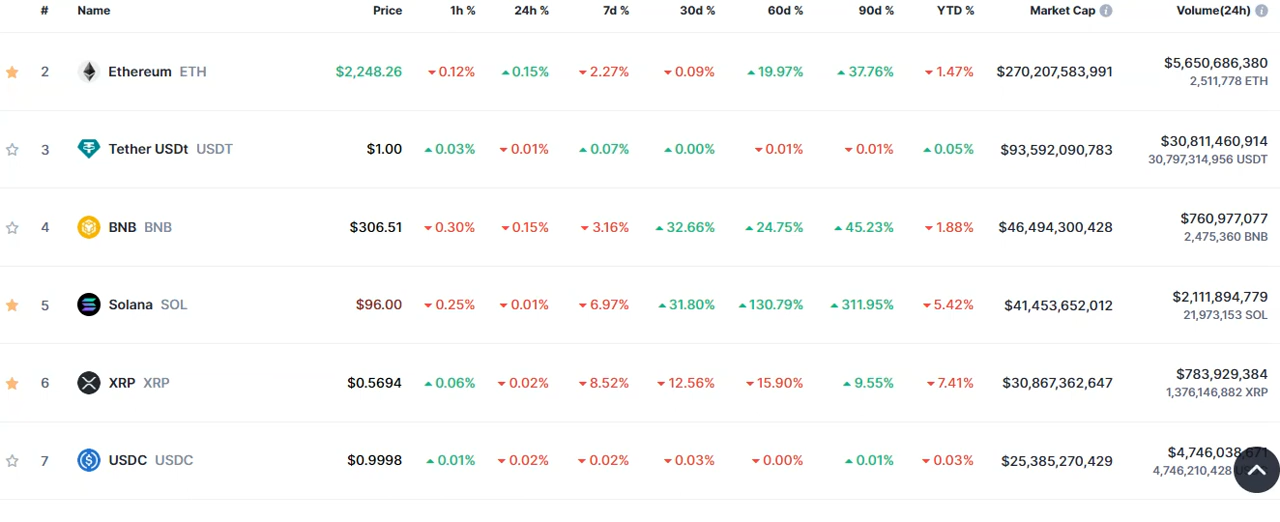 # Name Price 1h % 24h % 7d % 30d % 60d % 90d % YTD % Market Cap Volume(24h)
2 Ethereum ETH $2,248.26 0.12% 0.15% 2.27% 0.09% 19.97% 37.76% 1.47% $270,207,583,991 $5,650,686,380
2,511,778 ETH
3 Tether USDt USDT $1.00 0.03% 0.01% 0.07% 0.00% 0.01% 0.01% 0.05% $93,592,090,783 $30,811,460,914
30,797,314,956 USDT
4 BNB BNB $306.51 0.30% 0.15% 3.16% 32.66% 24.75% 45.23% 1.88% $46,494,300,428 $760,977,077
2,475,360 BNB
5 Solana SOL $96.00 0.25% 0.01% 6.97% 31.80% 130.79% 311.95% 5.42% $41,453,652,012 $2,111,894,779
21,973,153 SOL
6 XRP XRP $0.5694 0.06% 0.02% 8.52% 12.56% 15.90% 9.55% 7.41% $30,867,362,647 $783,929,384
1,376,146,882 XRP
7 USDC USDC $0.9998 0.01% 0.02% 0.02% 0.03% 0.00% 0.01% 0.03% $25,385,270,429 $4,746,038,671
4,746,210,428